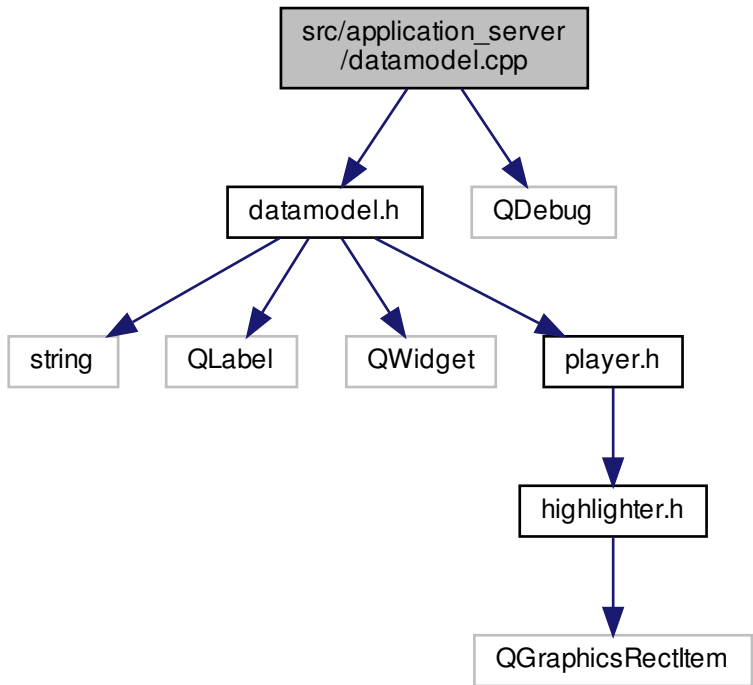 src/application_server
/datamodel.cpp
datamodel.h
QDebug
string
QLabel
QWidget
player.h
highlighter.h
QGraphicsRectItem